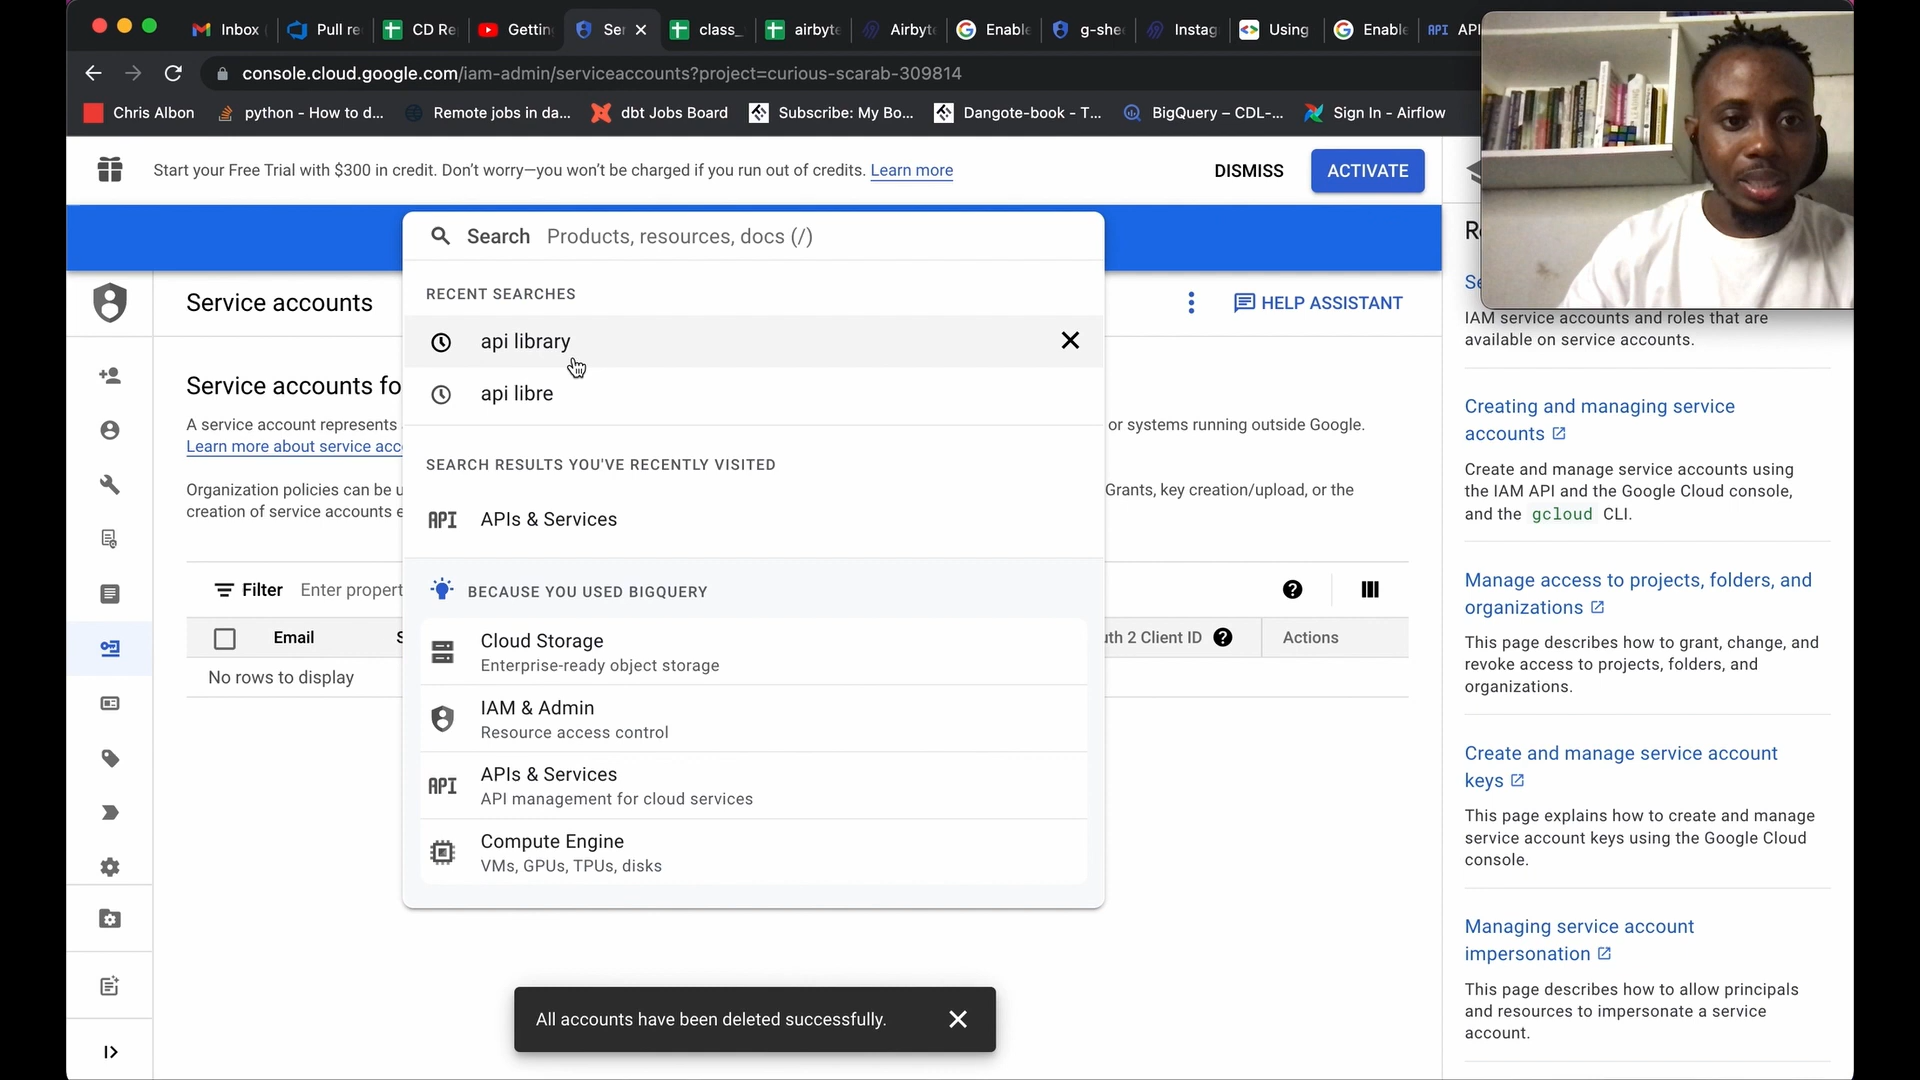 Inbox
Pull re
CD Re
Gettin
Ser
class_
airbyte
Airbyt
Enable
g-shee
Instag
Using
Enable
API API
console.cloud.google.com/iam-admin/serviceaccounts?project=curious-scarab-309814
Chris Albon
python - How to d...
Remote jobs in da...
dbt Jobs Board
Subscribe: My Bo...
Dangote-book - T...
BigQuery – CDL-...
Sign In - Airflow
Start your Free Trial with $300 in credit. Don't worry—you won't be charged if you run out of credits. Learn more
DISMISS
ACTIVATE
Search Products, resources, docs (/)
RECENT SEARCHES
api library
api libre
SEARCH RESULTS YOU'VE RECENTLY VISITED
API APIs & Services
BECAUSE YOU USED BIGQUERY
Cloud Storage
Enterprise-ready object storage
IAM & Admin
Resource access control
API APIs & Services
API management for cloud services
Compute Engine
VMs, GPUs, TPUs, disks
Service accounts
HELP ASSISTANT
Service accounts fo
A service account represents
or systems running outside Google.
Learn more about service acc
Organization policies can be u
Grants, key creation/upload, or the
creation of service accounts e
Filter Enter propert
Email
S
uth 2 Client ID
Actions
No rows to display
All accounts have been deleted successfully.
R
Se
IAM service accounts and roles that are
available on service accounts.
Creating and managing service
accounts
Create and manage service accounts using
the IAM API and the Google Cloud console,
and the gcloud CLI.
Manage access to projects, folders, and
organizations
This page describes how to grant, change, and
revoke access to projects, folders, and
organizations.
Create and manage service account
keys
This page explains how to create and manage
service account keys using the Google Cloud
console.
Managing service account
impersonation
This page describes how to allow principals
and resources to impersonate a service
account.